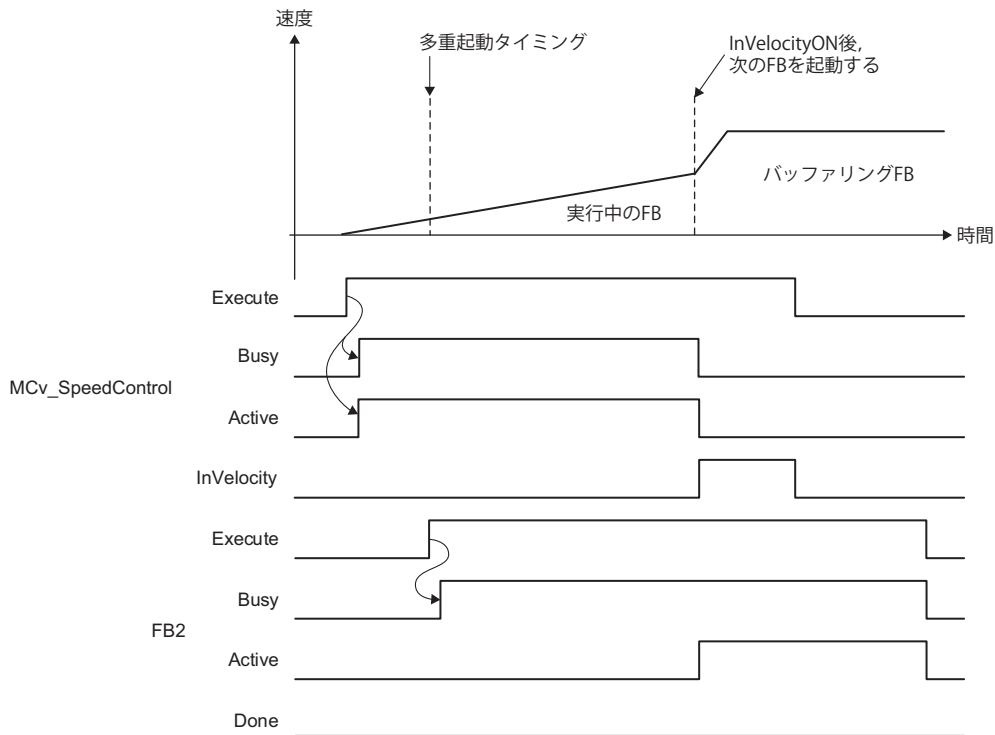 速度
多重起動タイミング
InVelocityON後,
次のFBを起動する
バッファリングFB
実行中のFB
時間
Execute
Busy
MCv_SpeedControl
Active
InVelocity
Execute
Busy
FB2
Active
Done